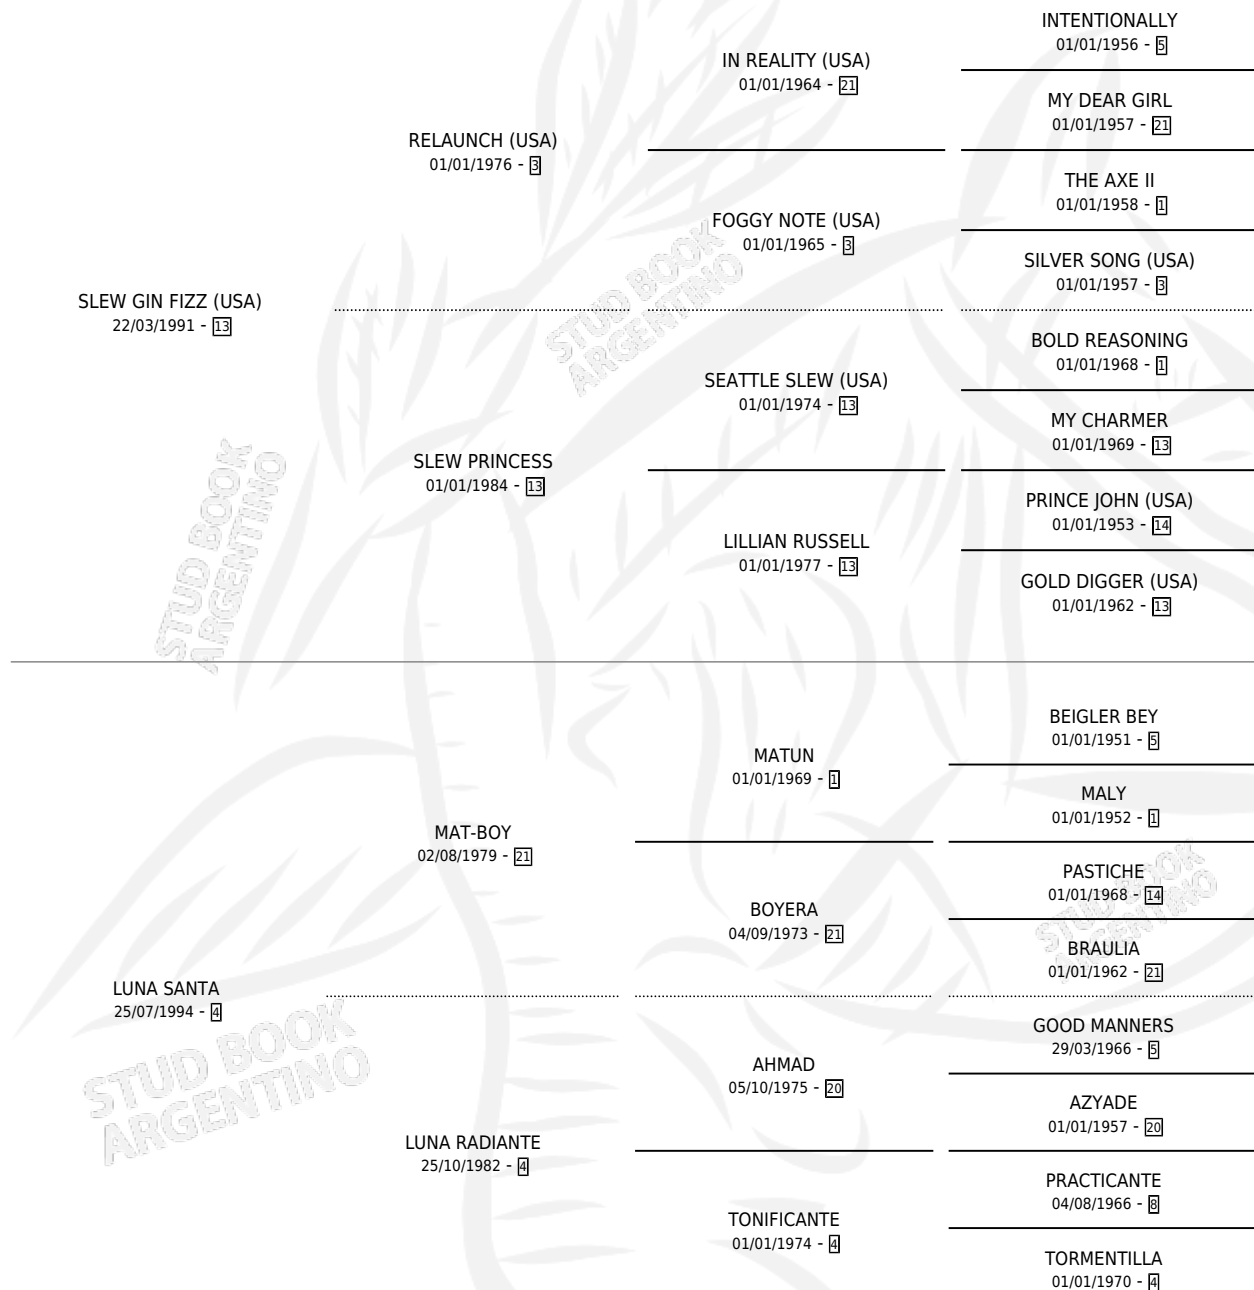 INTENTIONALLY
01/01/1956 - 5
IN REALITY (USA)
01/01/1964 - 21
MY DEAR GIRL
01/01/1957 - 21
RELAUNCH (USA)
01/01/1976 - 3
THE AXE II
01/01/1958 - 1
FOGGY NOTE (USA)
01/01/1965 - 3
SILVER SONG (USA)
01/01/1957 - 3
SLEW GIN FIZZ (USA)
22/03/1991 - 13
BOLD REASONING
01/01/1968 - 1
SEATTLE SLEW (USA)
01/01/1974 - 13
MY CHARMER
01/01/1969 - 13
SLEW PRINCESS
01/01/1984 - 13
PRINCE JOHN (USA)
01/01/1953 - 14
LILLIAN RUSSELL
01/01/1977 - 13
GOLD DIGGER (USA)
01/01/1962 - 13
BEIGLER BEY
01/01/1951 - 5
MATUN
01/01/1969 - 1
MALY
01/01/1952 - 1
MAT-BOY
02/08/1979 - 21
PASTICHE
01/01/1968 - 14
BOYERA
04/09/1973 - 21
BRAULIA
01/01/1962 - 21
LUNA SANTA
25/07/1994 - 4
GOOD MANNERS
29/03/1966 - 5
AHMAD
05/10/1975 - 20
AZYADE
01/01/1957 - 20
LUNA RADIANTE
25/10/1982 - 4
PRACTICANTE
04/08/1966 - 8
TONIFICANTE
01/01/1974 - 4
TORMENTILLA
01/01/1970 - 4
STUD BOOK
ARGENTINO
STUD BOOK
ARGENTINO
STUD BOOK
ARGENTINO
STUD BOOK
ARGENTINO